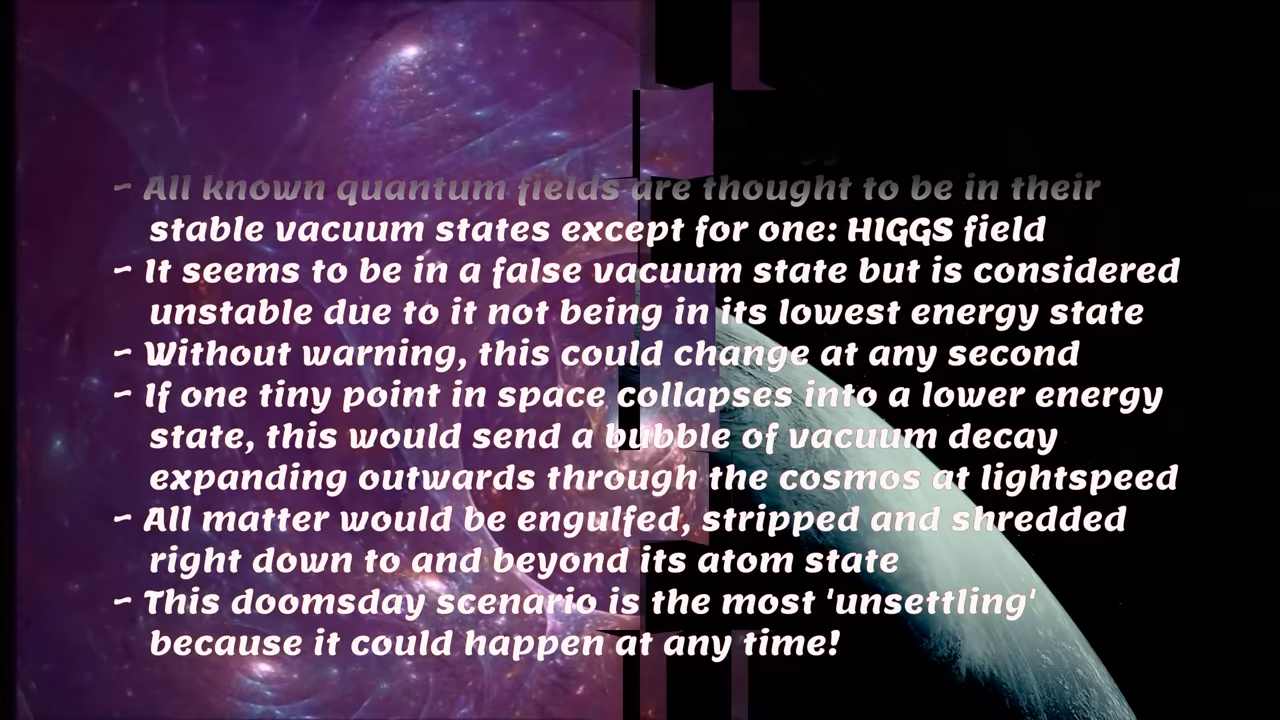 ~ All known quantum fields are thought to be in their
stable vacuum states except for one: HIGGS field
~ It seems to be in a false vacuum state but is considered
unstable due to it not being in its lowest energy state
~ Without warning, this could change at any second
~ If one tiny point in space collapses into a lower energy
state, this would send a bubble of vacuum decay
expanding outwards through the cosmos at lightspeed
~ All matter would be engulfed, stripped and shredded
right down to and beyond its atom state
~ This doomsday scenario is the most 'unsettling'
because it could happen at any time!